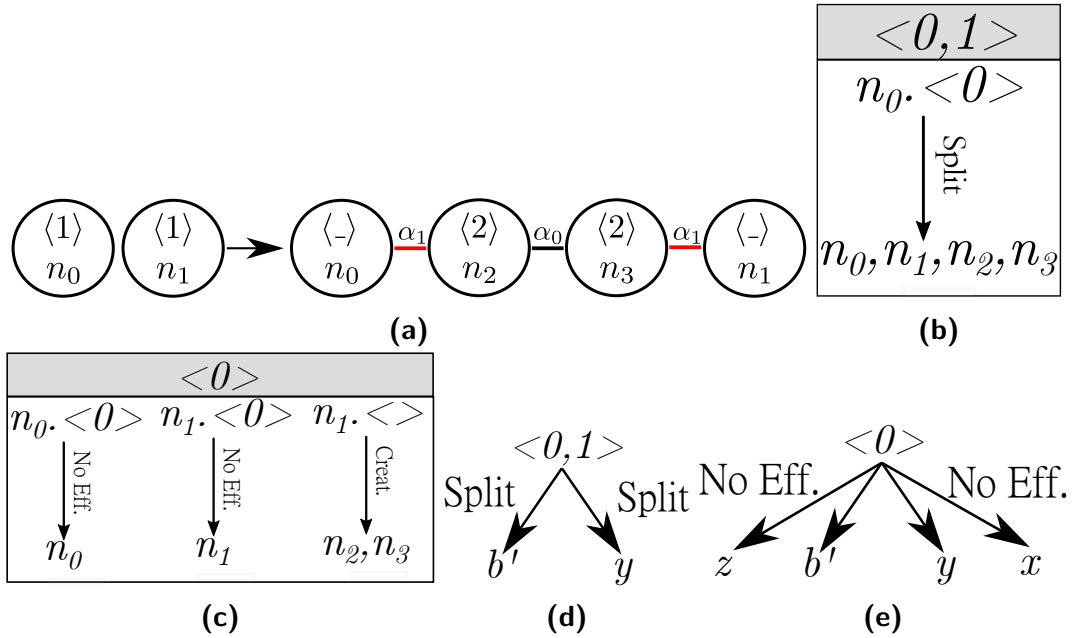 ⟨1⟩ ⟨1⟩ ⟨_⟩ α₁ ⟨2⟩ α₀ ⟨2⟩ α₁ ⟨_⟩
n₀ n₁ n₀ n₂ n₃ n₁
(a)
<0,1>
n₀.<0>
Split
n₀,n₁,n₂,n₃
(b)
<0>
n₀.<0> n₁.<0> n₁.<>
No Eff. No Eff. Creat.
n₀ n₁ n₂,n₃
(c)
<0,1>
Split Split
b' y
(d)
<0>
No Eff. No Eff.
z b' y x
(e)